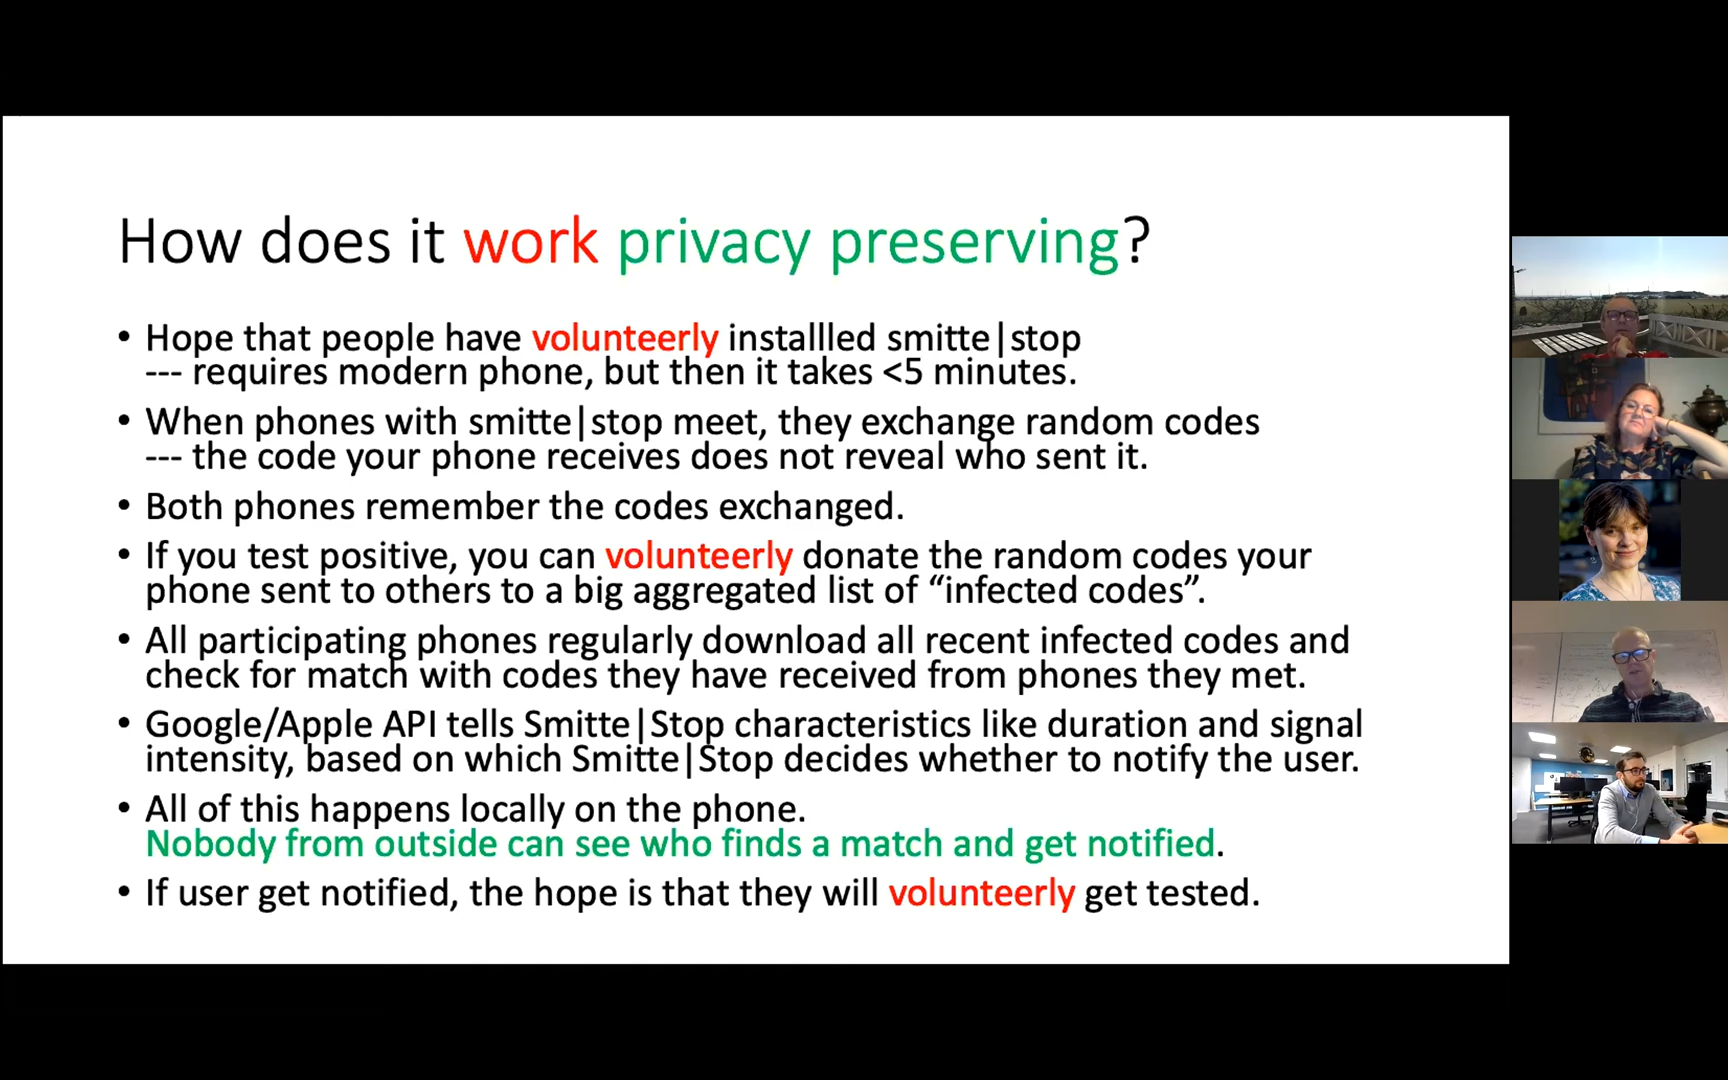 How does it work privacy preserving?
• Hope that people have volunteerly installled smitte|stop
--- requires modern phone, but then it takes <5 minutes.
• When phones with smitte|stop meet, they exchange random codes
--- the code your phone receives does not reveal who sent it.
• Both phones remember the codes exchanged.
• If you test positive, you can volunteerly donate the random codes your
phone sent to others to a big aggregated list of “infected codes”.
• All participating phones regularly download all recent infected codes and
check for match with codes they have received from phones they met.
• Google/Apple API tells Smitte|Stop characteristics like duration and signal
intensity, based on which Smitte|Stop decides whether to notify the user.
• All of this happens locally on the phone.
Nobody from outside can see who finds a match and get notified.
• If user get notified, the hope is that they will volunteerly get tested.